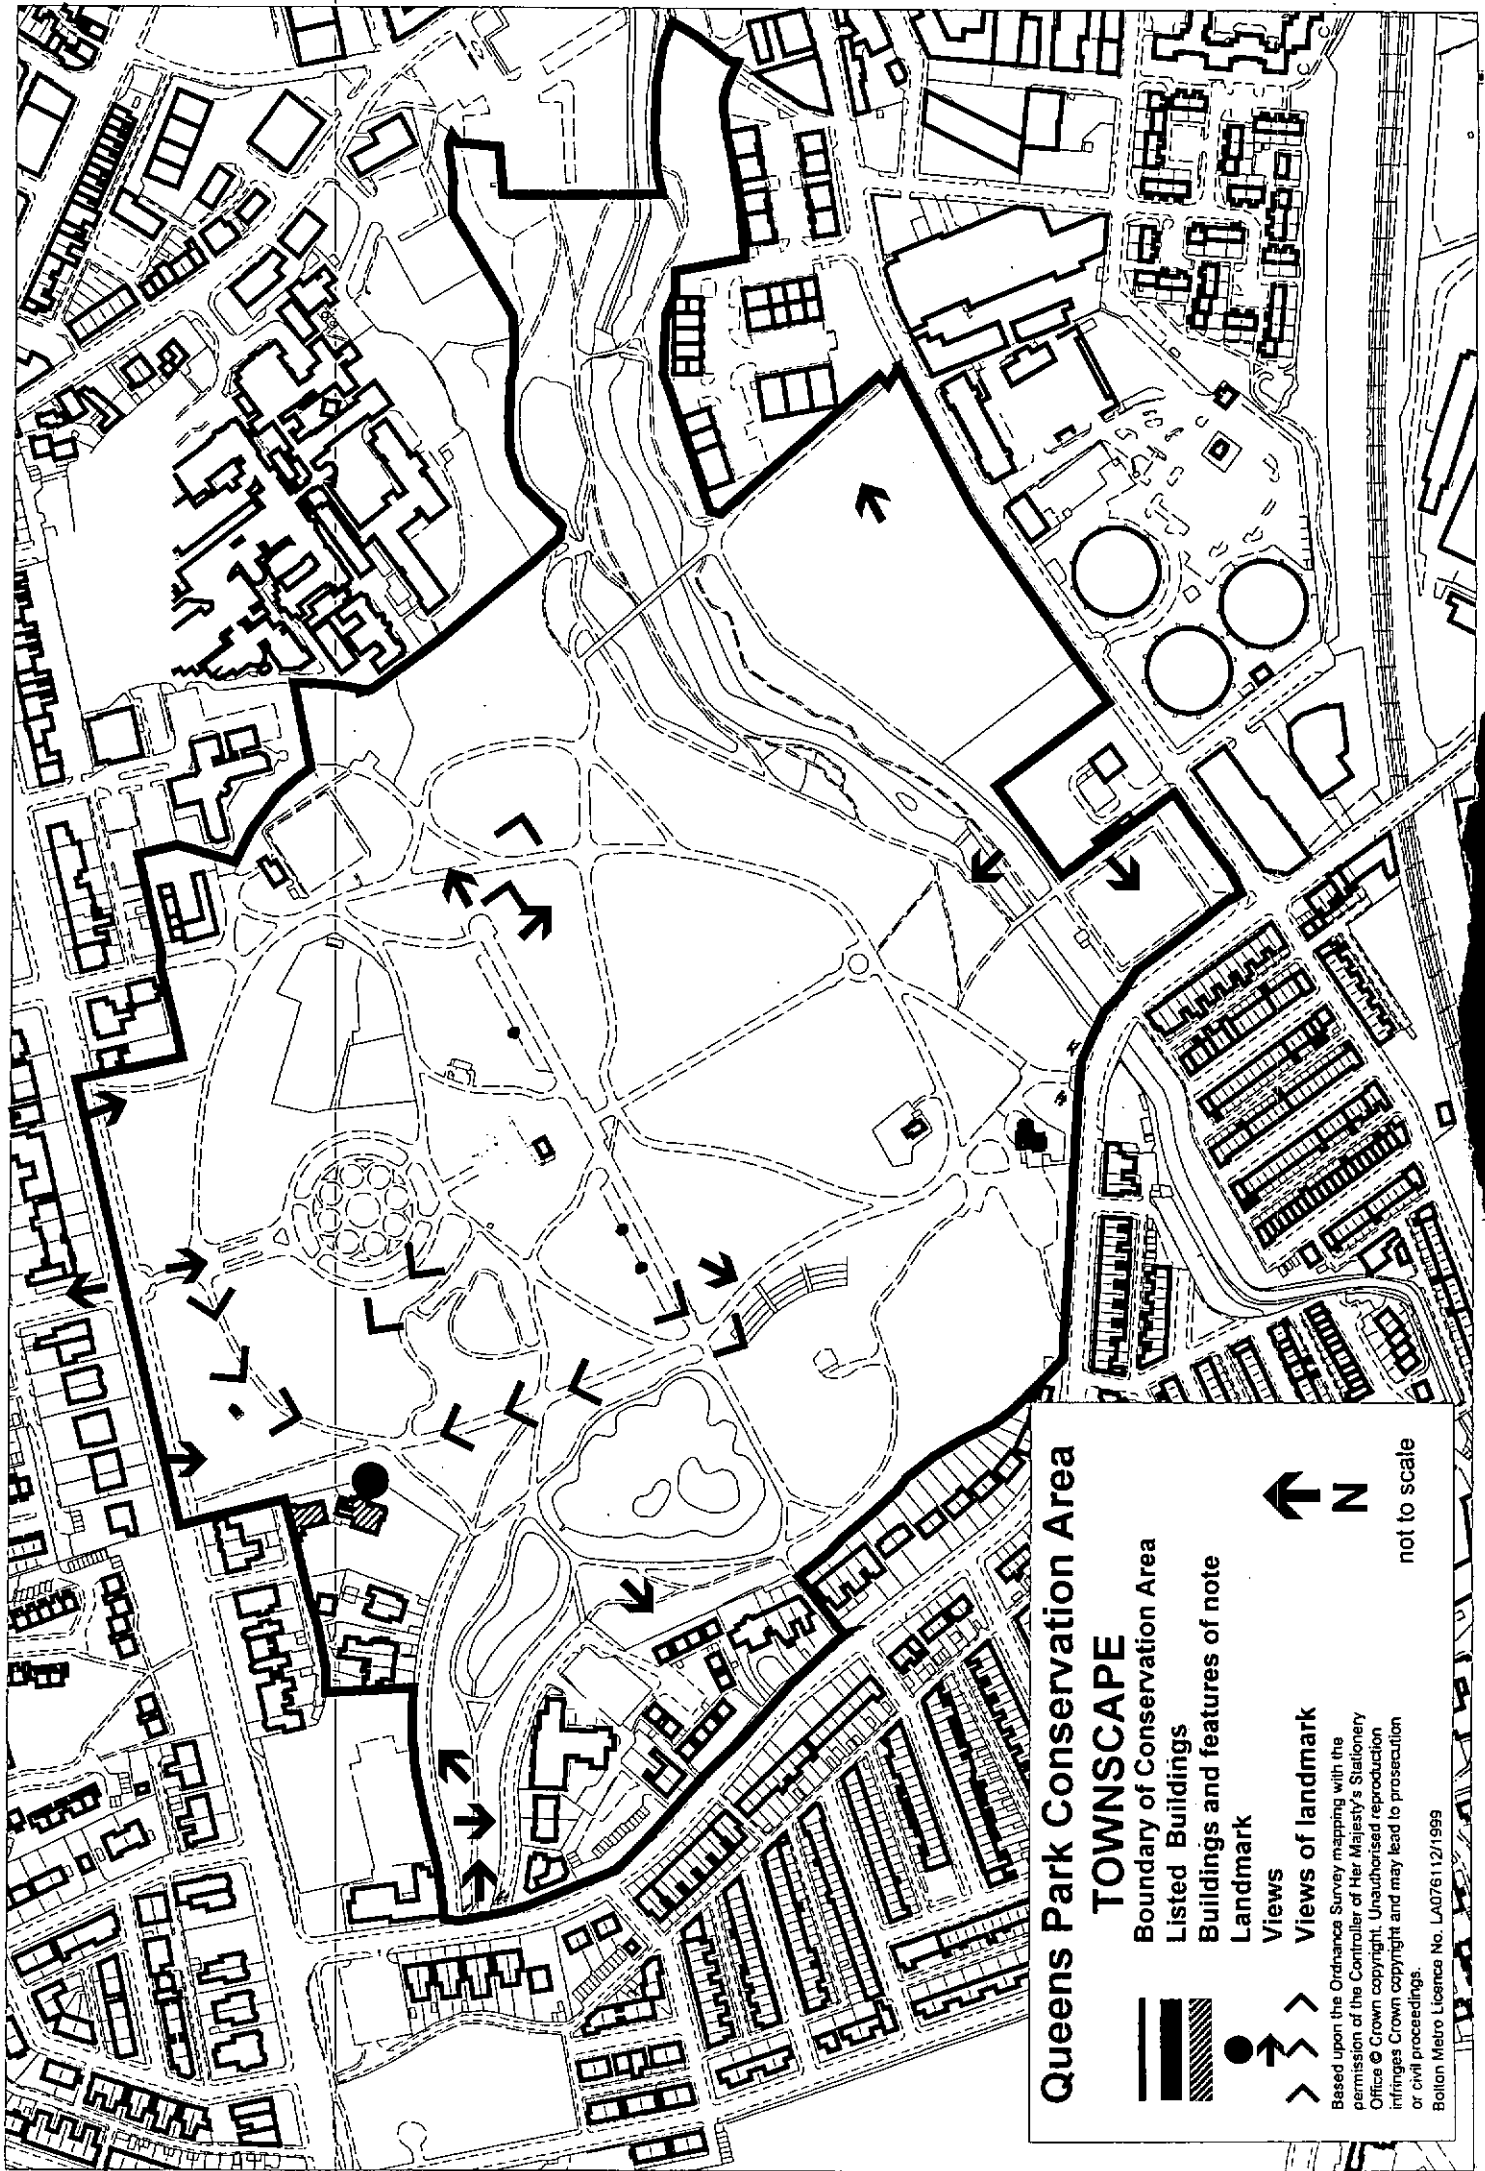 Queens Park Conservation Area
TOWNSCAPE
Boundary of Conservation Area
Listed Buildings
Buildings and features of note
Landmark
Views
Views of landmark
N
not to scale
Based upon the Ordnance Survey mapping with the
permission of the Controller of Her Majesty's Stationery
Office © Crown copyright. Unauthorised reproduction
infringes Crown copyright and may lead to prosecution
or civil proceedings.
Bolton Metro Licence No. LA076112/1999